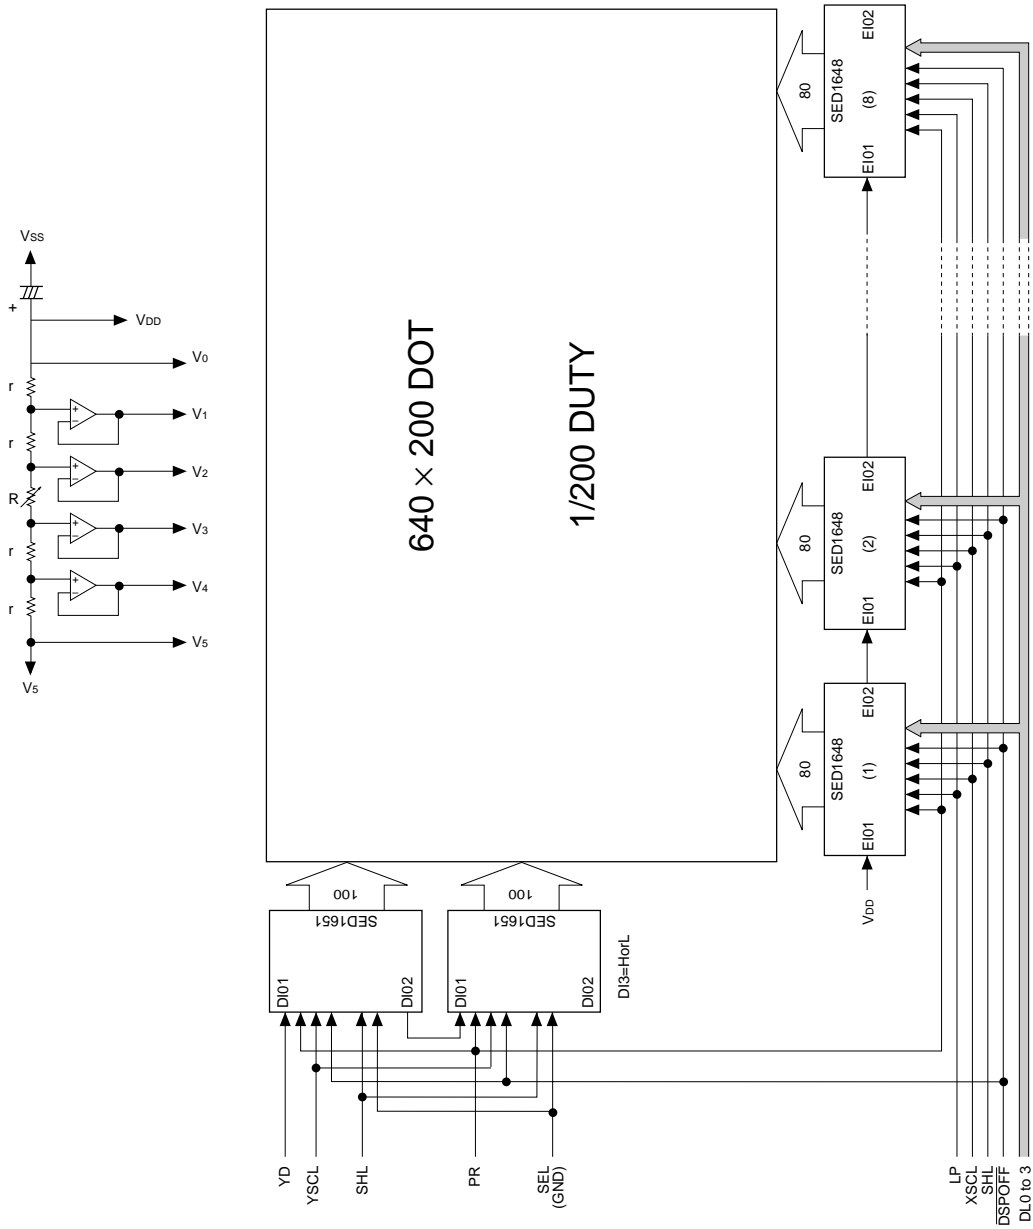 VSS
+
VDD
V0
r
V1
r
V2
R
V3
r
V4
r
V5
V5
+
−
+
−
+
−
+
−
640 × 200 DOT
1/200 DUTY
80
SED1648
(8)
EI01
EI02
80
SED1648
(2)
EI01
EI02
80
SED1648
(1)
EI01
EI02
VDD
100
SED1651
DI01
DI02
100
SED1651
DI01
DI02
DI3=HorL
YD
YSCL
SHL
PR
SEL
(GND)
LP
XSCL
SHL
DSPOFF
DL0 to 3